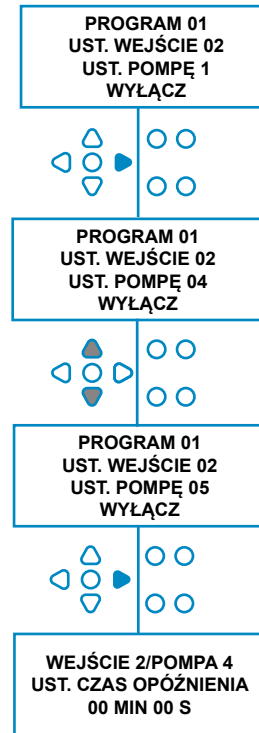 PROGRAM 01
UST. WEJŚCIE 02
UST. POMPĘ 1
WYŁĄCZ
PROGRAM 01
UST. WEJŚCIE 02
UST. POMPĘ 04
WYŁĄCZ
PROGRAM 01
UST. WEJŚCIE 02
UST. POMPĘ 05
WYŁĄCZ
WEJŚCIE 2/POMPA 4
UST. CZAS OPÓŹNIENIA
00 MIN 00 S